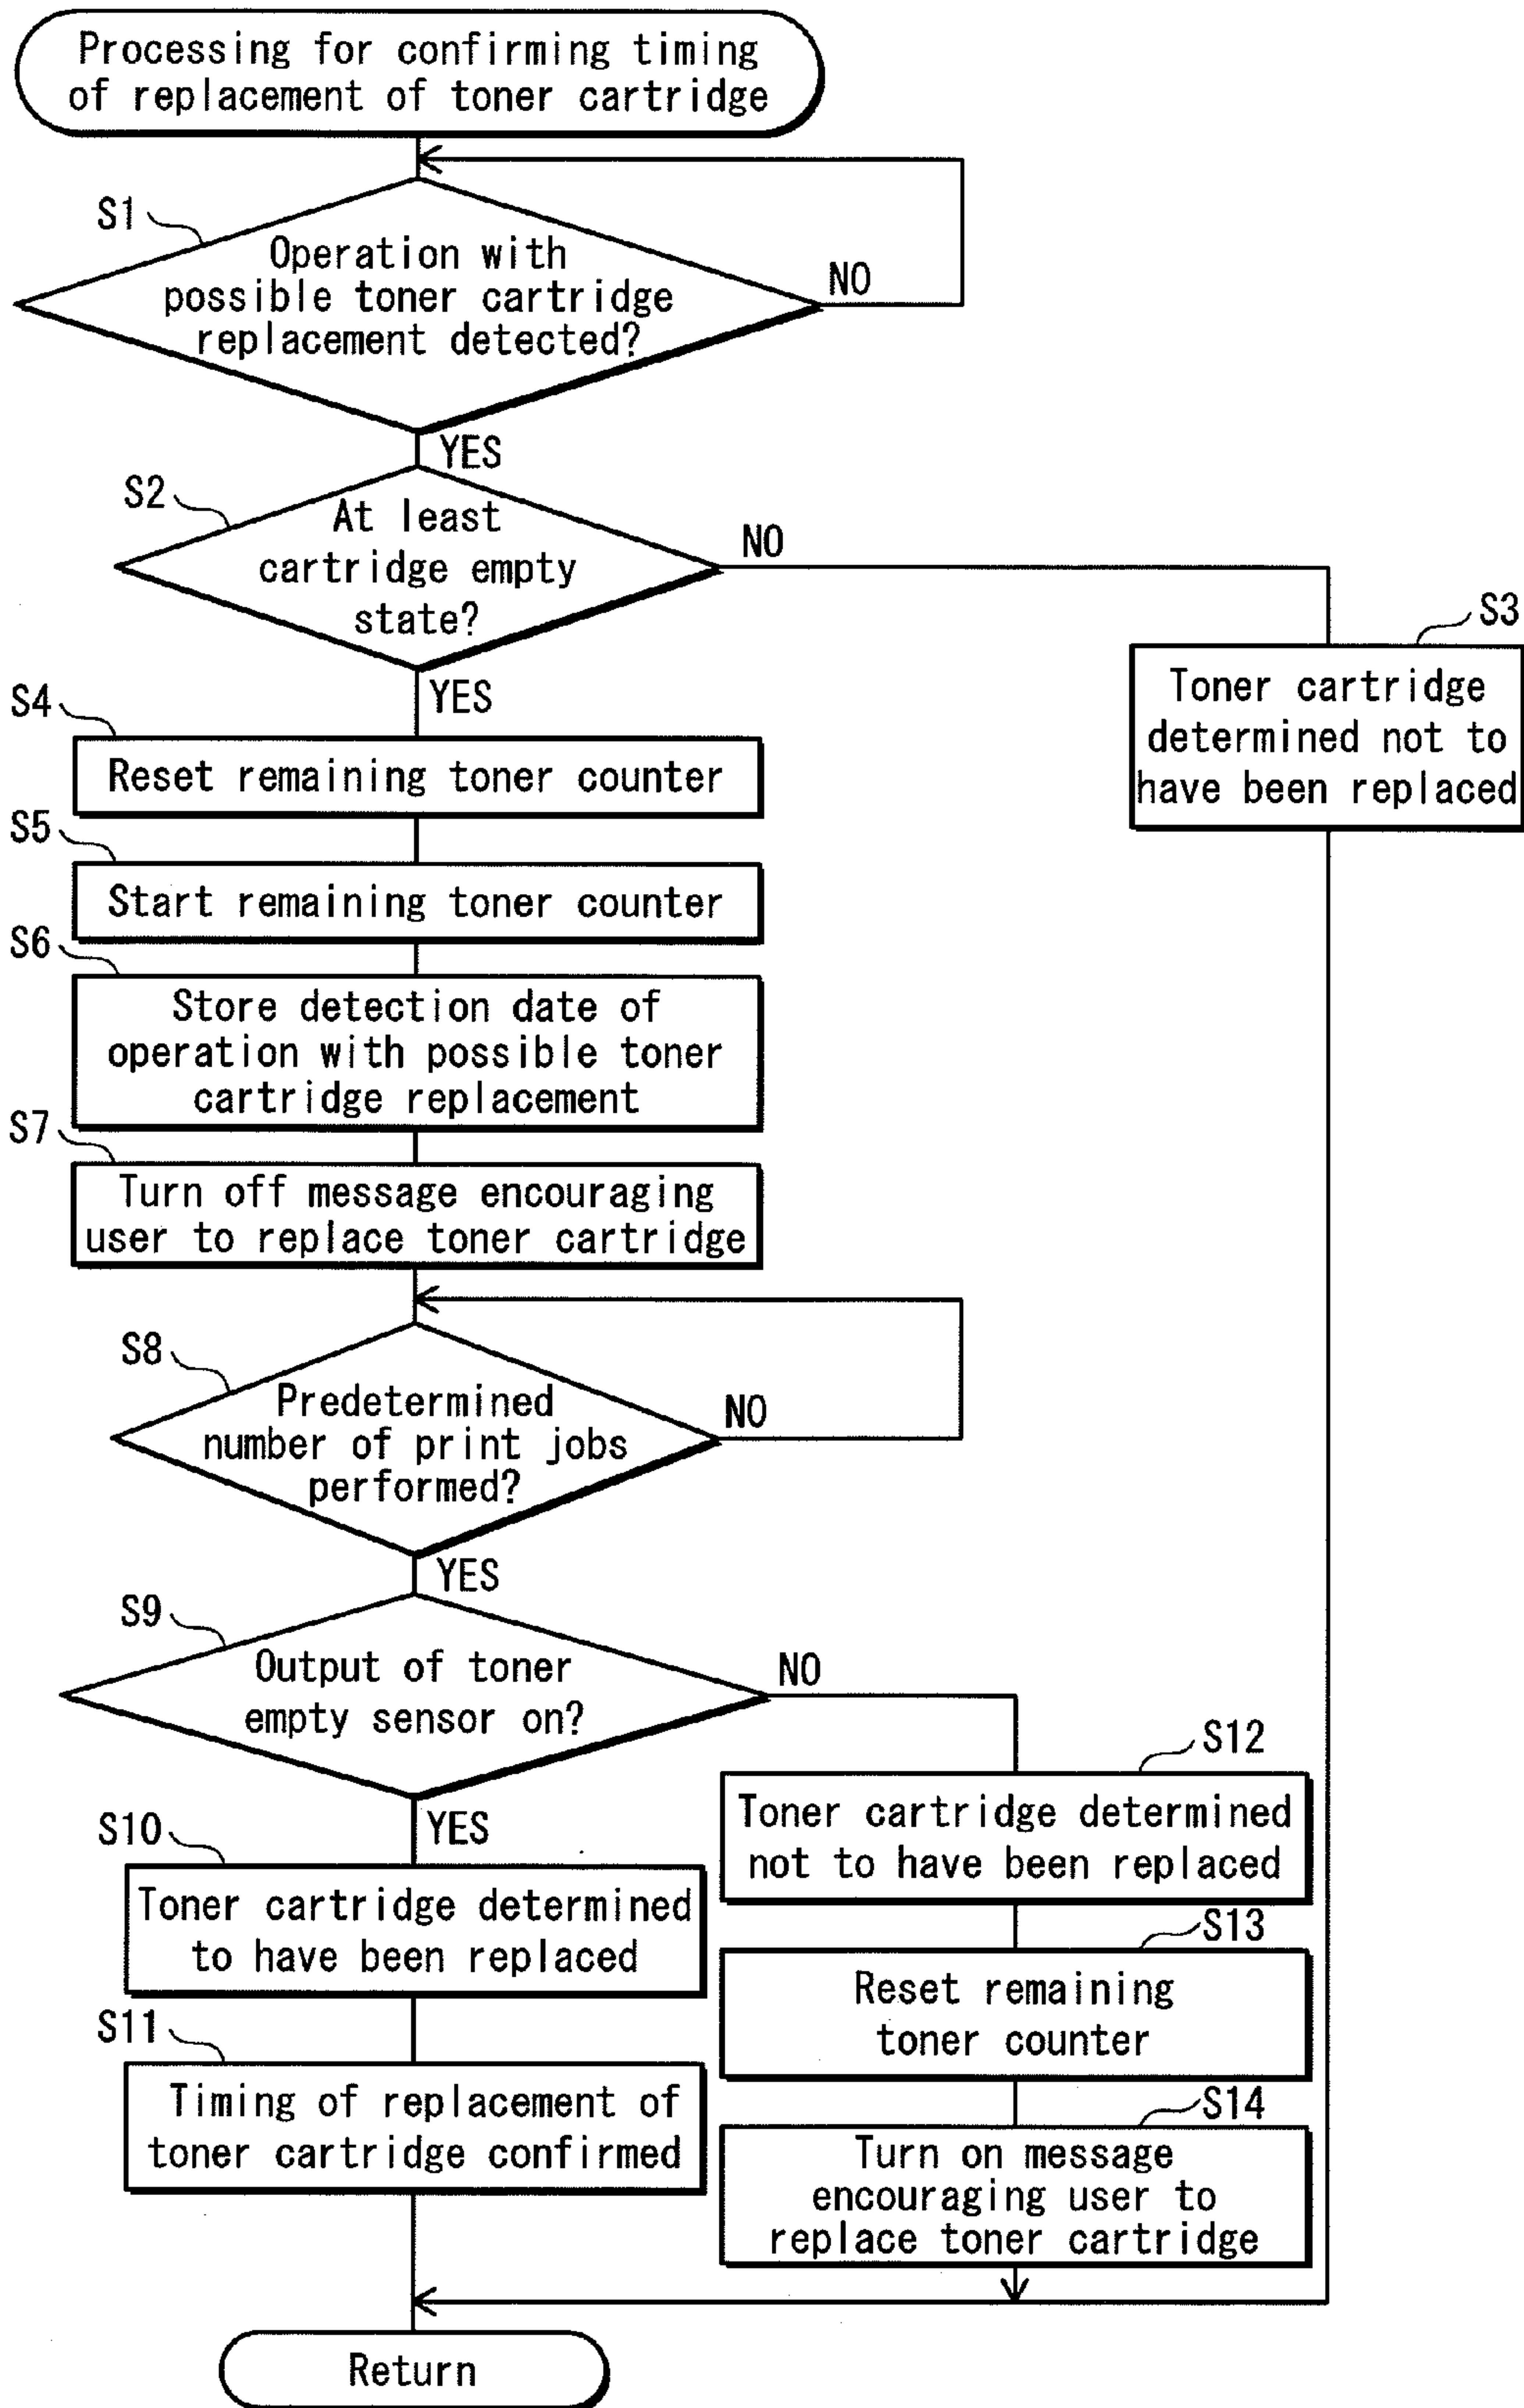 Processing for confirming timing
of replacement of toner cartridge
S1
Operation with
possible toner cartridge
replacement detected?
NO
YES
S2
At least
cartridge empty
state?
NO
YES
S3
Toner cartridge
determined not to
have been replaced
S4
Reset remaining toner counter
S5
Start remaining toner counter
S6
Store detection date of
operation with possible toner
cartridge replacement
S7
Turn off message encouraging
user to replace toner cartridge
S8
Predetermined
number of print jobs
performed?
NO
YES
S9
Output of toner
empty sensor on?
NO
YES
S10
Toner cartridge determined
to have been replaced
S11
Timing of replacement of
toner cartridge confirmed
S12
Toner cartridge determined
not to have been replaced
S13
Reset remaining
toner counter
S14
Turn on message
encouraging user to
replace toner cartridge
Return